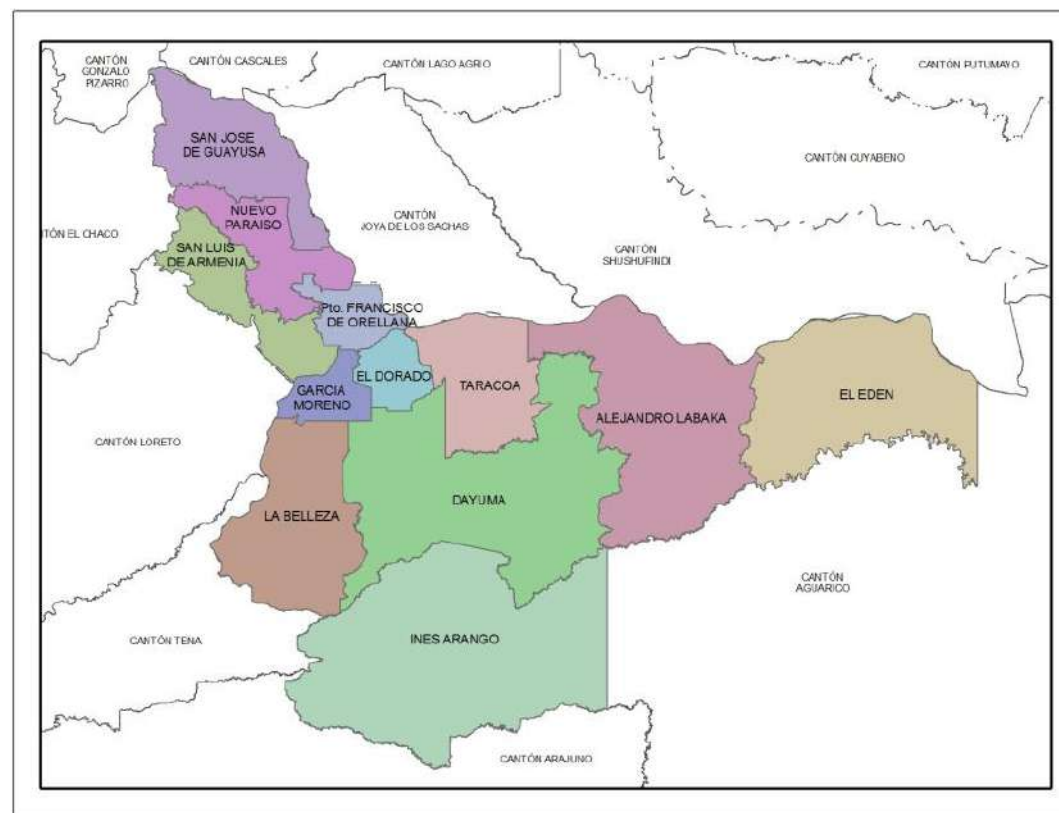 CANTÓN
GONZALO
PIZARRO
CANTÓN CASCALES
CANTÓN LAGO AGRIO
CANTÓN PUTUMAYO
SAN JOSE
DE GUAYUSA
CANTÓN CUYABENO
NUEVO
PARAISO
CANTÓN
JOYA DE LOS SACHAS
TÓN EL CHACO
SAN LUIS
DE ARMENIA
CANTÓN
SHUSHUFINDI
Pto. FRANCISCO
DE ORELLANA
EL DORADO
TARACOA
GARCIA
MORENO
EL EDEN
ALEJANDRO LABAKA
CANTÓN LORETO
DAYUMA
LA BELLEZA
CANTÓN
AGUARICO
CANTÓN TENA
INES ARANGO
CANTÓN ARAJUNO